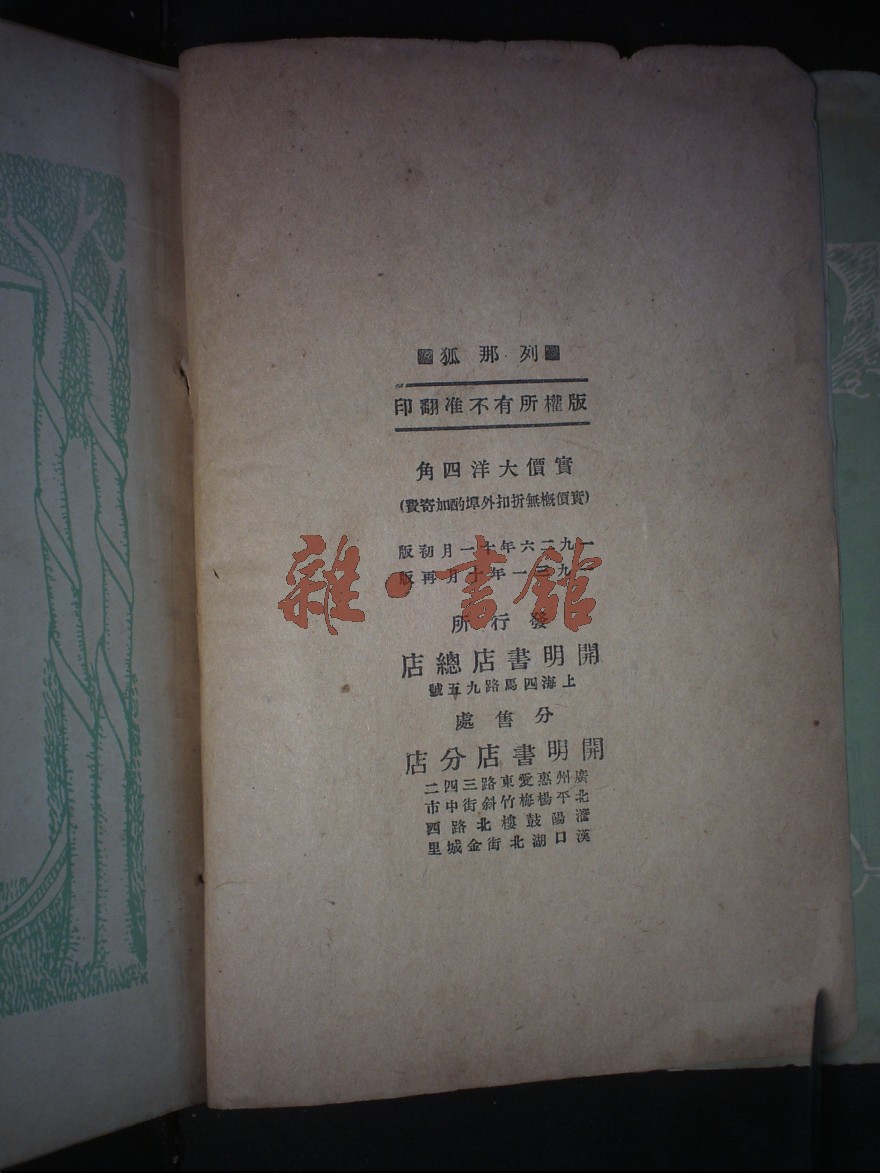 列那狐
版權所有不准翻印
實價大洋四角
(實價概無折扣外埠酌加寄費)
一九二六年十一月初版
一九三一年十月再版
發行所
開明書店總店
上海四馬路九五號
分售處
開明書店分店
廣州惠愛東路三四二
北平楊梅竹斜街中市
瀋陽鼓樓北路西
漢口湖北街金城里
雜·書館